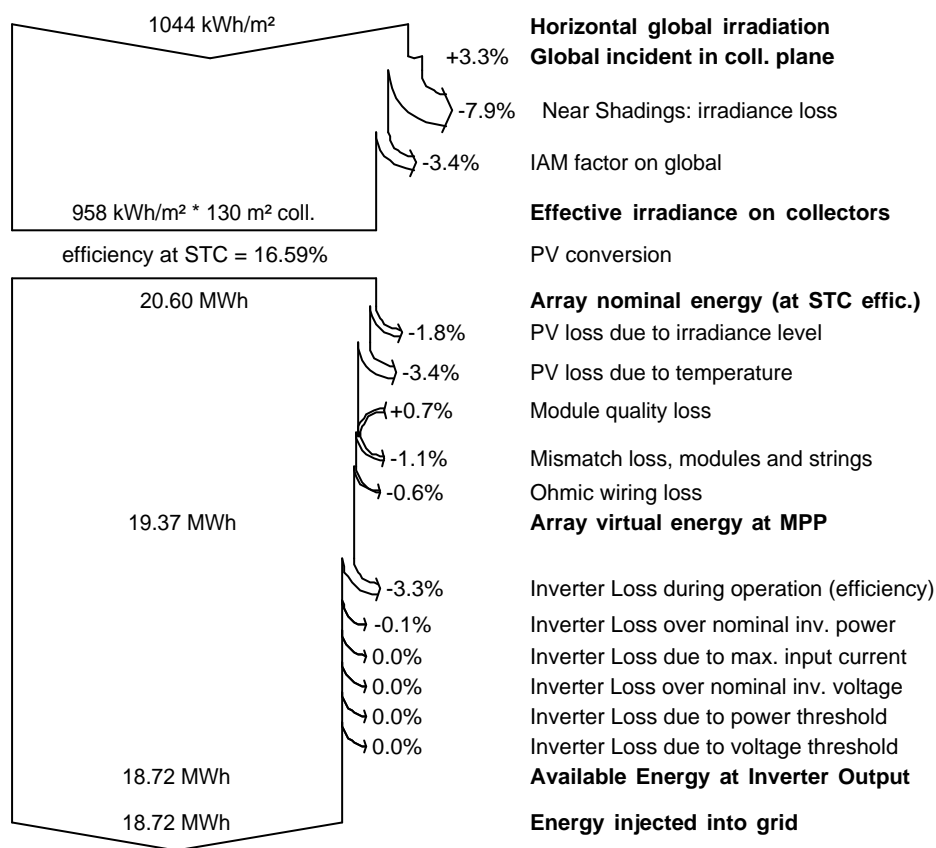 1044 kWh/m² Horizontal global irradiation
+3.3% Global incident in coll. plane
-7.9% Near Shadings: irradiance loss
-3.4% IAM factor on global
958 kWh/m² * 130 m² coll. Effective irradiance on collectors
efficiency at STC = 16.59% PV conversion
20.60 MWh Array nominal energy (at STC effic.)
-1.8% PV loss due to irradiance level
-3.4% PV loss due to temperature
+0.7% Module quality loss
-1.1% Mismatch loss, modules and strings
-0.6% Ohmic wiring loss
19.37 MWh Array virtual energy at MPP
-3.3% Inverter Loss during operation (efficiency)
-0.1% Inverter Loss over nominal inv. power
0.0% Inverter Loss due to max. input current
0.0% Inverter Loss over nominal inv. voltage
0.0% Inverter Loss due to power threshold
0.0% Inverter Loss due to voltage threshold
18.72 MWh Available Energy at Inverter Output
18.72 MWh Energy injected into grid